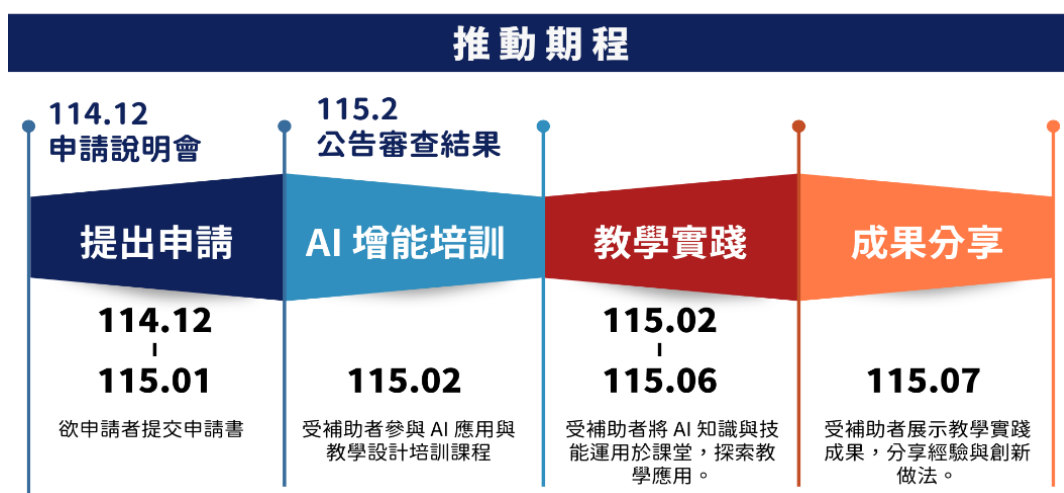 推動期程
114.12
申請說明會
115.2
公告審查結果
提出申請
AI 增能培訓
教學實踐
成果分享
114.12
-
115.01
欲申請者提交申請書
115.02
受補助者參與 AI 應用與
教學設計培訓課程
115.02
-
115.06
受補助者將 AI 知識與技
能運用於課堂，探索教
學應用。
115.07
受補助者展示教學實踐
成果，分享經驗與創新
做法。